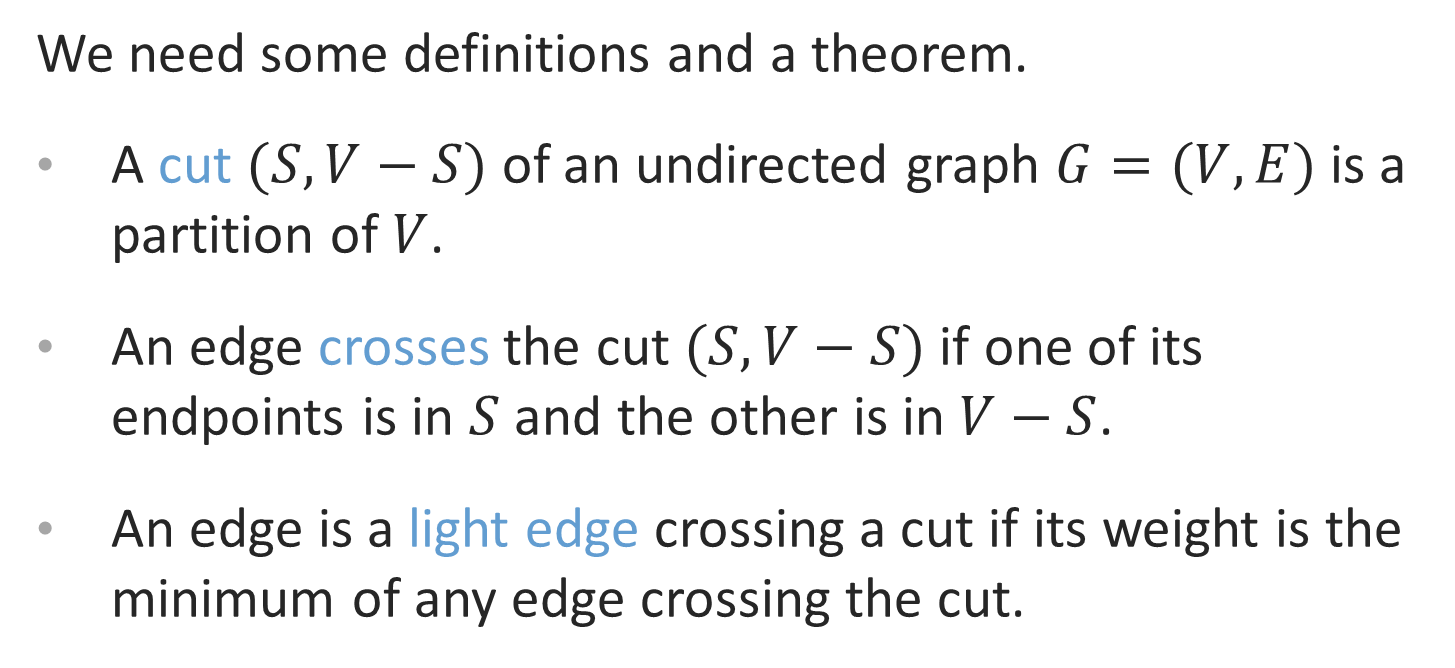 We need some definitions and a theorem.
• A cut (S, V − S) of an undirected graph G = (V, E) is a
partition of V.
• An edge crosses the cut (S, V − S) if one of its
endpoints is in S and the other is in V − S.
• An edge is a light edge crossing a cut if its weight is the
minimum of any edge crossing the cut.